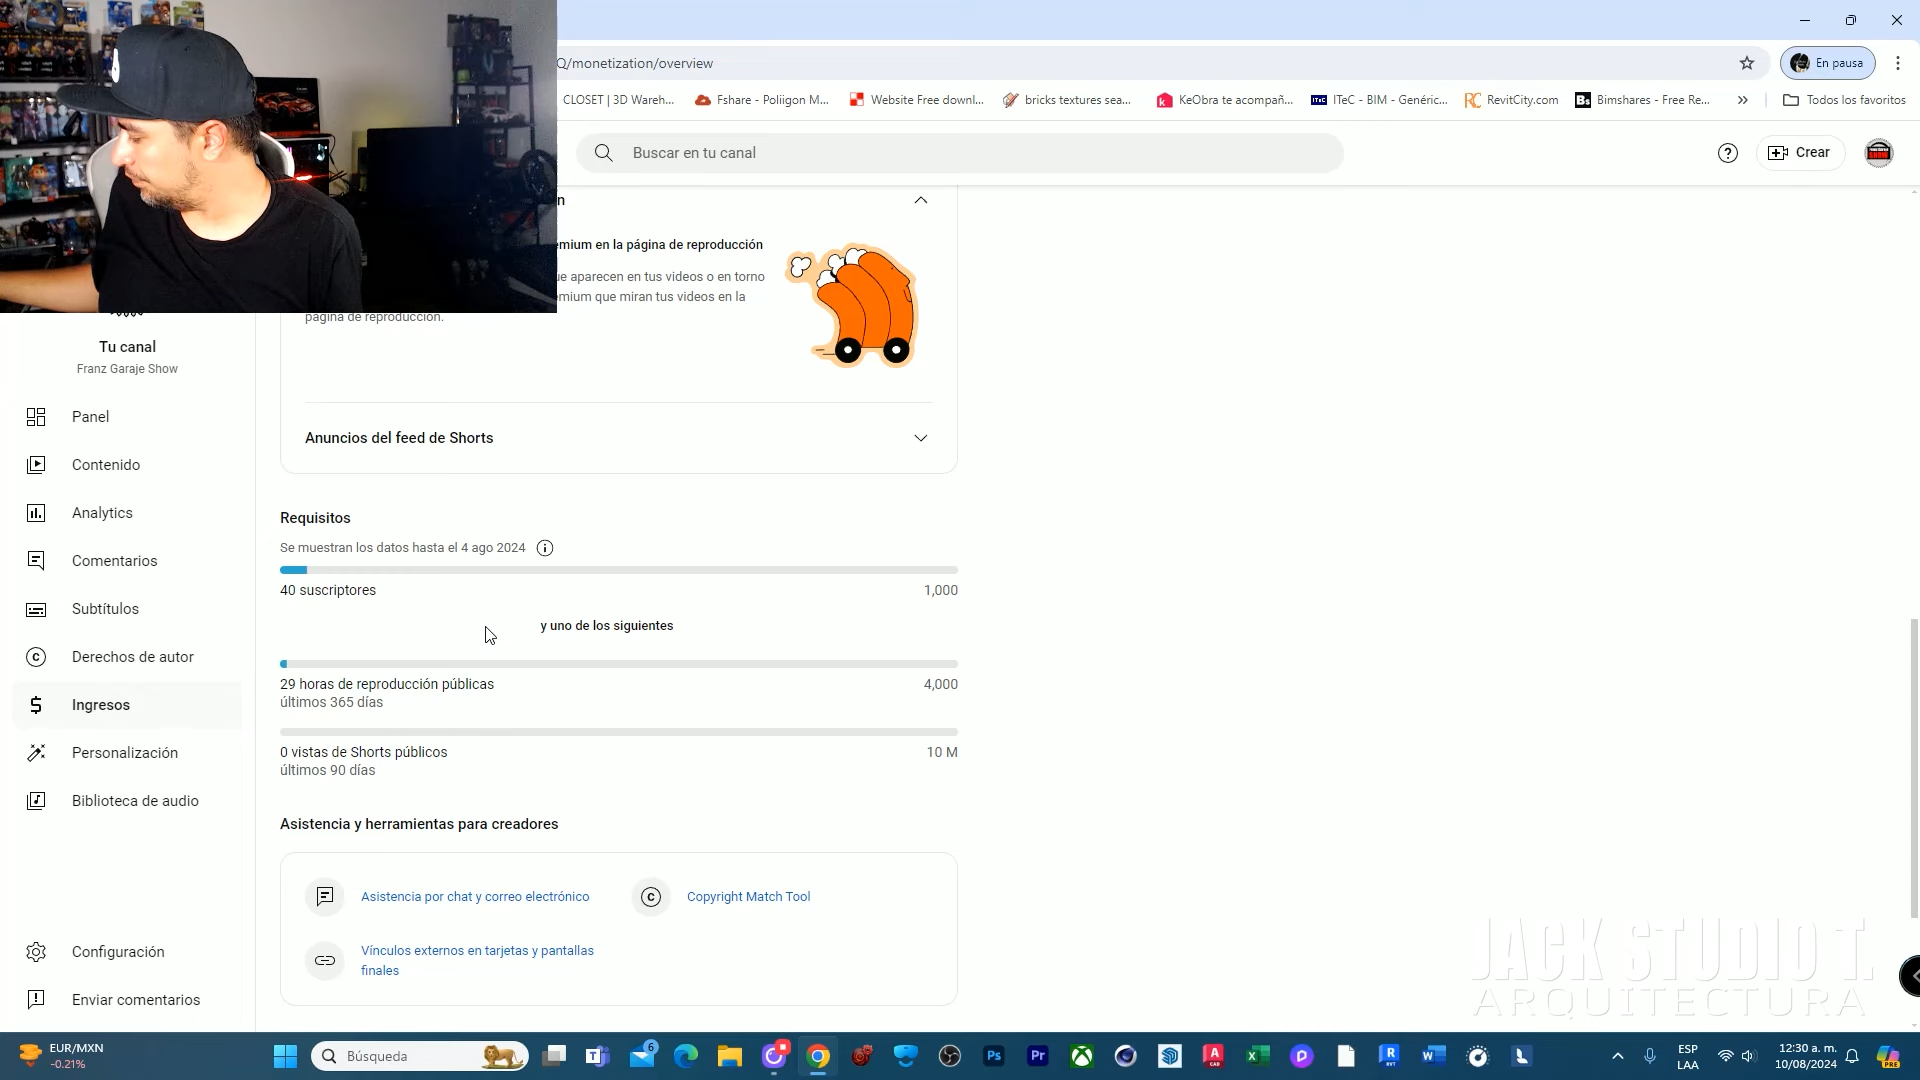 Q/monetization/overview
En pausa
CLOSET | 3D Wareh...
Fshare - Poliigon M...
Website Free downl...
bricks textures sea...
KeObra te acompañ...
ITeC - BIM - Genéric...
RevitCity.com
Bimshares - Free Re...
Todos los favoritos
Buscar en tu canal
Crear
n
emium en la página de reproducción
ue aparecen en tus videos o en torno
emium que miran tus videos en la
página de reproducción.
Tu canal
Franz Garaje Show
Panel
Contenido
Analytics
Comentarios
Subtítulos
Derechos de autor
Ingresos
Personalización
Biblioteca de audio
Configuración
Enviar comentarios
Anuncios del feed de Shorts
Requisitos
Se muestran los datos hasta el 4 ago 2024
40 suscriptores
1,000
y uno de los siguientes
29 horas de reproducción públicas
4,000
últimos 365 días
0 vistas de Shorts públicos
10 M
últimos 90 días
Asistencia y herramientas para creadores
Asistencia por chat y correo electrónico
Copyright Match Tool
Vínculos externos en tarjetas y pantallas
finales
JACK STUDIO T.
ARQUITECTURA
EUR/MXN
-0.21%
Búsqueda
6
ESP
LAA
12:30 a. m.
10/08/2024